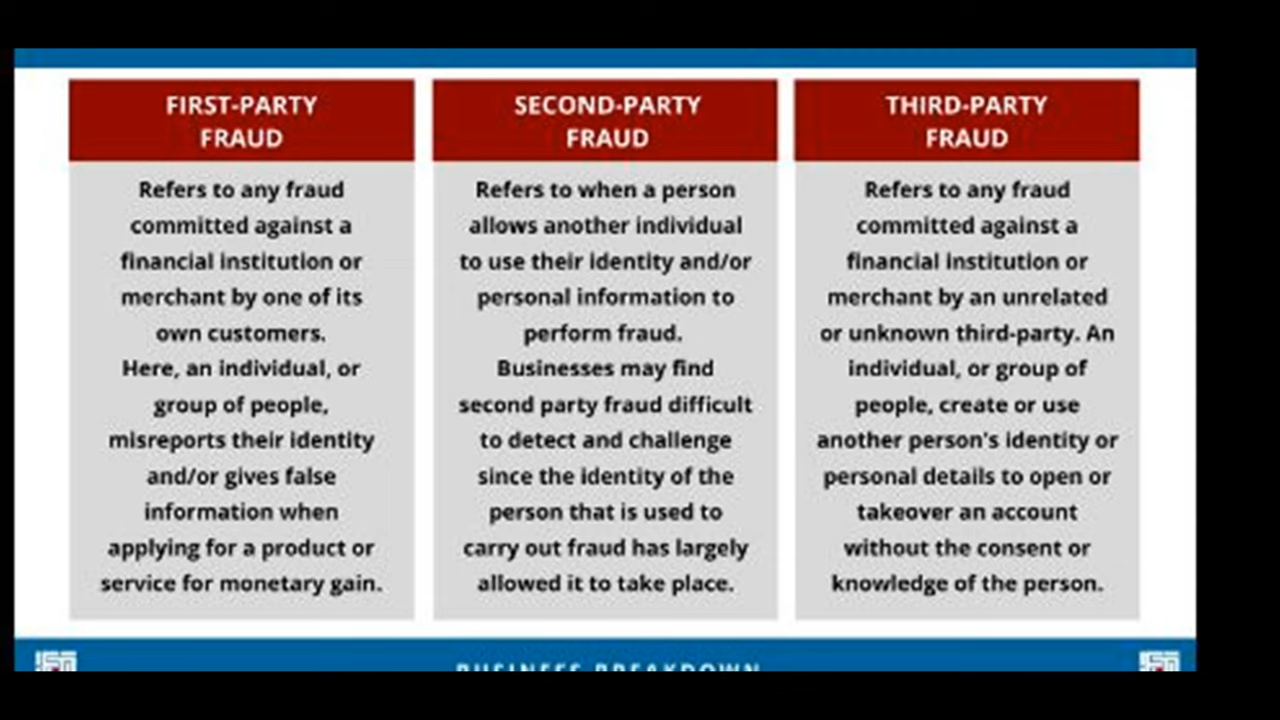 FIRST-PARTY
FRAUD
Refers to any fraud
committed against a
financial institution or
merchant by one of its
own customers.
Here, an individual, or
group of people,
misreports their identity
and/or gives false
information when
applying for a product or
service for monetary gain.
SECOND-PARTY
FRAUD
Refers to when a person
allows another individual
to use their identity and/or
personal information to
perform fraud.
Businesses may find
second party fraud difficult
to detect and challenge
since the identity of the
person that is used to
carry out fraud has largely
allowed it to take place.
THIRD-PARTY
FRAUD
Refers to any fraud
committed against a
financial institution or
merchant by an unrelated
or unknown third-party. An
individual, or group of
people, create or use
another person's identity or
personal details to open or
takeover an account
without the consent or
knowledge of the person.
BUSINESS BREAKDOWN